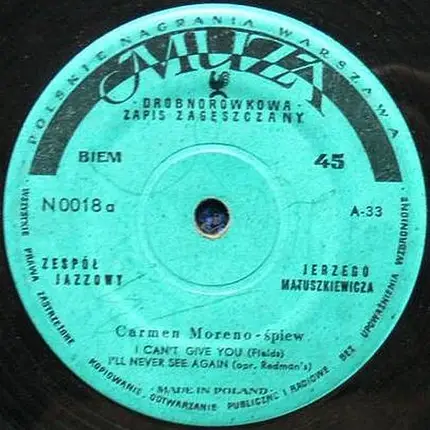 POLSKIE NAGRANIA WARSZAWA
MUZA
· DROBNOROWKOWA ·
ZAPIS ZAGĘSZCZANY
BIEM
45
N0018a
A-33
ZESPÓŁ
JAZZOWY
JERZEGO
MATUSZKIEWICZA
Carmen Moreno - śpiew
I CAN'T GIVE YOU (Fields)
I'LL NEVER SEE AGAIN (opr. Redman's)
· MADE IN POLAND ·
· WSZYSTKIE PRAWA ZASTRZEŻONE · KOPIOWANIE, ODTWARZANIE PUBLICZNE I RADIOWE BEZ UPOWAŻNIENIA WZBRONIONE ·